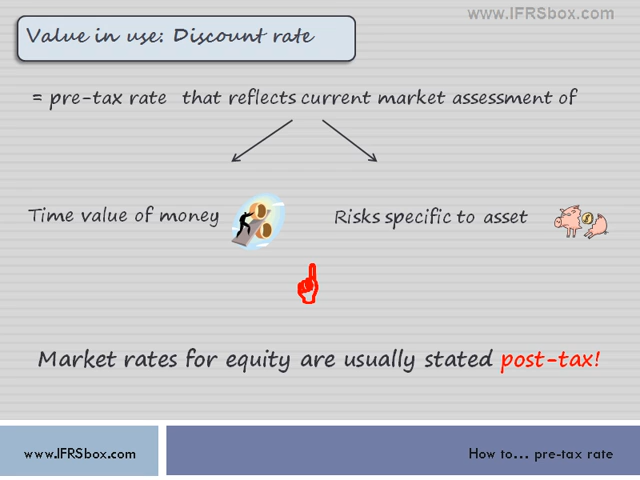 www.IFRSbox.com
Value in use: Discount rate
= pre-tax rate that reflects current market assessment of
Time value of money
Risks specific to asset
Market rates for equity are usually stated post-tax!
www.IFRSbox.com
How to... pre-tax rate